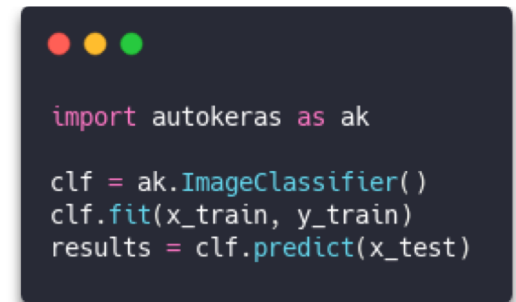 import autokeras as ak
clf = ak.ImageClassifier()
clf.fit(x_train, y_train)
results = clf.predict(x_test)